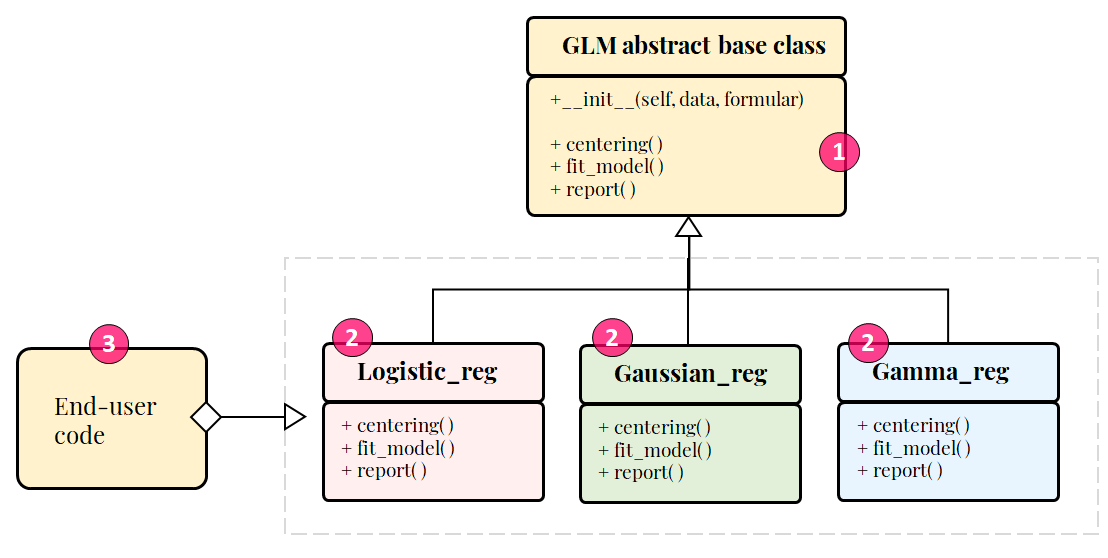 GLM abstract base class
+__init__(self, data, formular)
+ centering( )
+ fit_model( )
+ report( )
1
3
End-user
code
2
Logistic_reg
+ centering( )
+ fit_model( )
+ report( )
2
Gaussian_reg
+ centering( )
+ fit_model( )
+ report( )
2
Gamma_reg
+ centering( )
+ fit_model( )
+ report( )